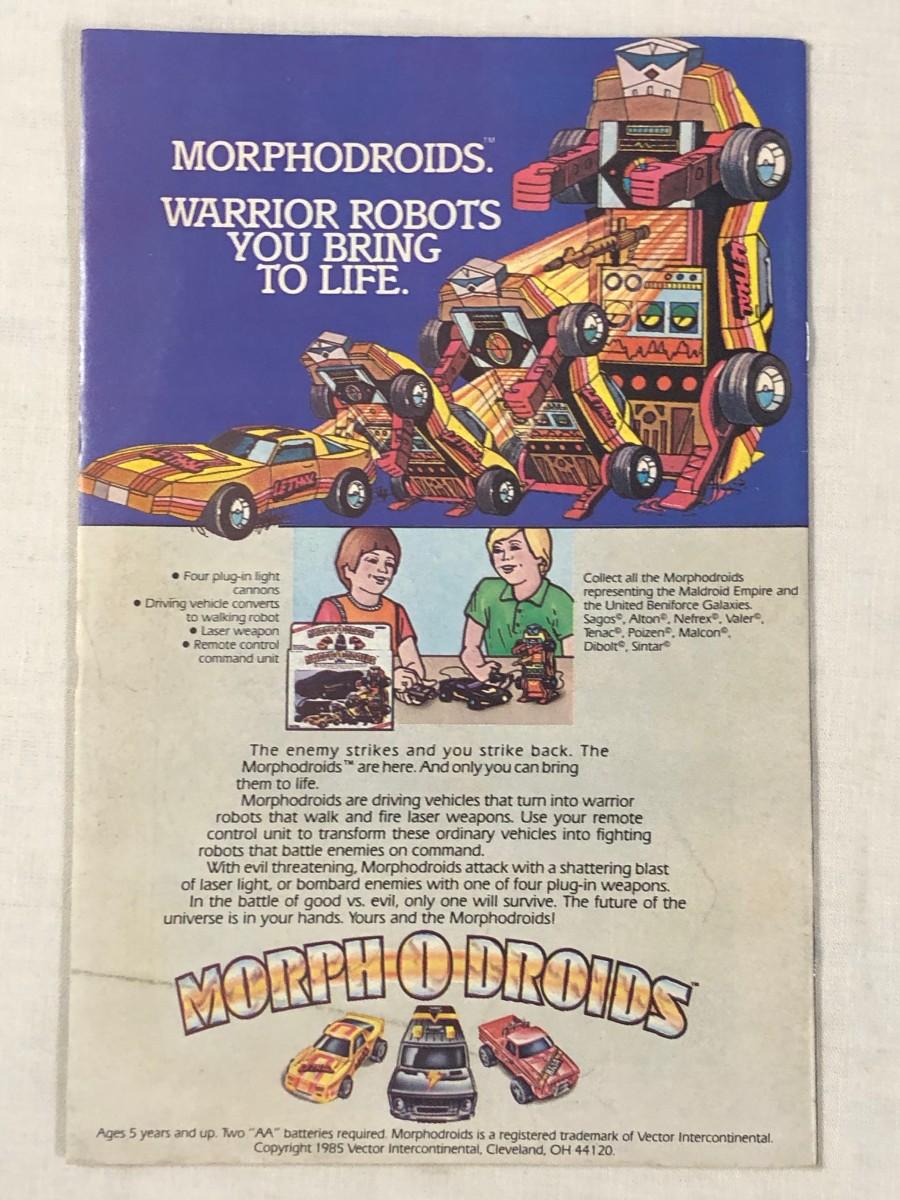 MORPHODROIDS.™
WARRIOR ROBOTS
YOU BRING
TO LIFE.
LETHAL
LETHAL
LETHAL
• Four plug-in light
cannons
• Driving vehicle converts
to walking robot
• Laser weapon
• Remote control
command unit
Collect all the Morphodroids
representing the Maldroid Empire and
the United Beniforce Galaxies.
Sagos©, Alton©, Nefrex©, Valer©,
Tenac©, Poizen©, Malcon©,
Dibolt©, Sintar©
The enemy strikes and you strike back. The
Morphodroids™ are here. And only you can bring
them to life.
Morphodroids are driving vehicles that turn into warrior
robots that walk and fire laser weapons. Use your remote
control unit to transform these ordinary vehicles into fighting
robots that battle enemies on command.
With evil threatening, Morphodroids attack with a shattering blast
of laser light, or bombard enemies with one of four plug-in weapons.
In the battle of good vs. evil, only one will survive. The future of the
universe is in your hands. Yours and the Morphodroids!
MORPH O DROIDS™
Ages 5 years and up. Two "AA" batteries required. Morphodroids is a registered trademark of Vector Intercontinental.
Copyright 1985 Vector Intercontinental, Cleveland, OH 44120.